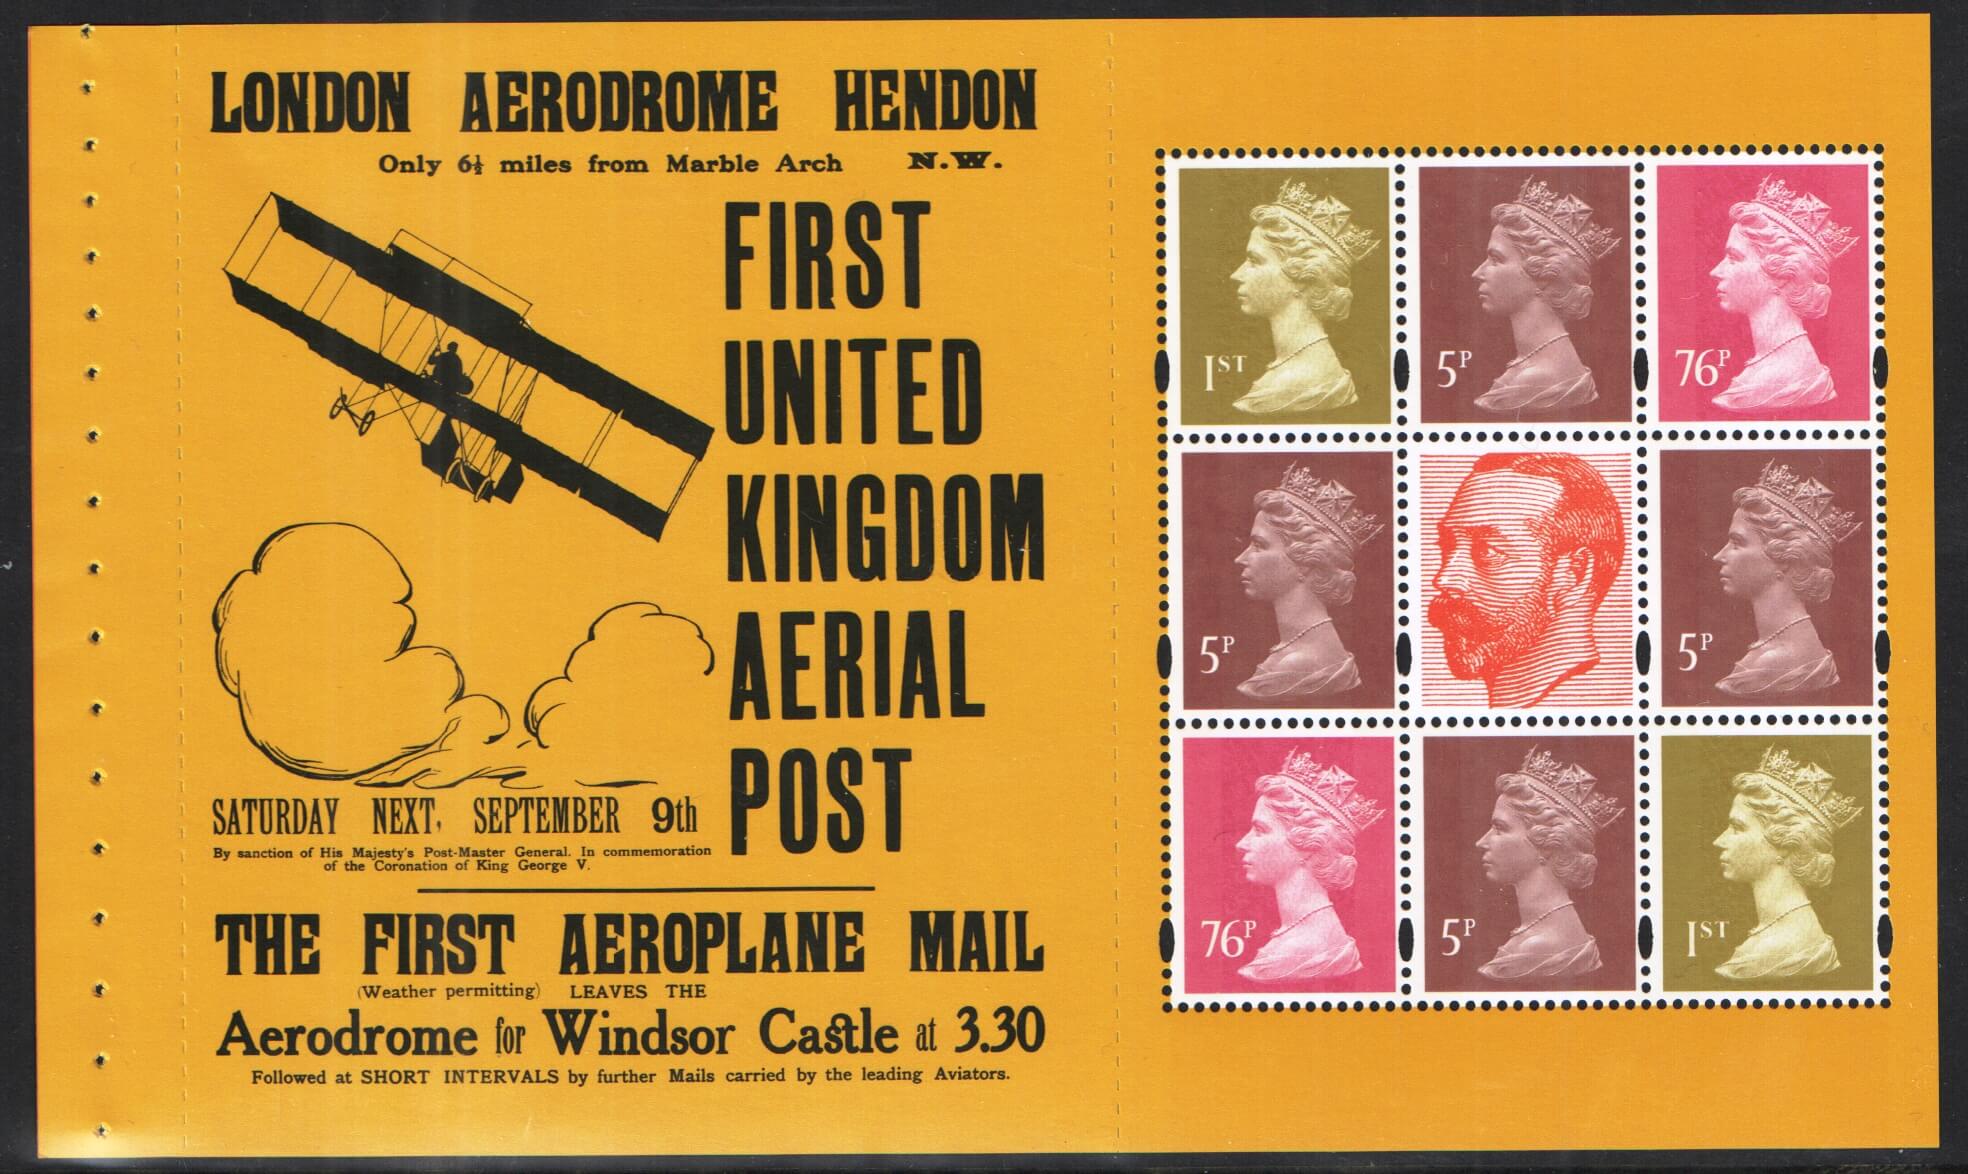 LONDON AERODROME HENDON
Only 6½ miles from Marble Arch N.W.
FIRST
UNITED
KINGDOM
AERIAL
POST
SATURDAY NEXT, SEPTEMBER 9th
By sanction of His Majesty's Post-Master General. In commemoration
of the Coronation of King George V.
THE FIRST AEROPLANE MAIL
(Weather permitting) LEAVES THE
Aerodrome for Windsor Castle at 3.30
Followed at SHORT INTERVALS by further Mails carried by the leading Aviators.
1ST
5P
76P
5P
5P
76P
5P
1ST